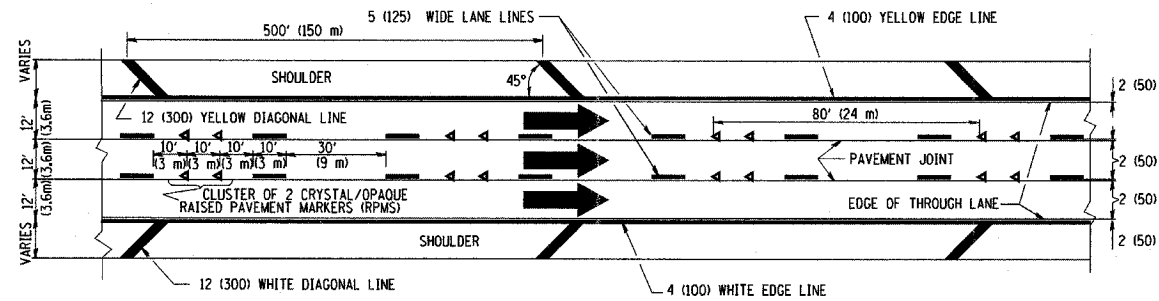 5 (125) WIDE LANE LINES
4 (100) YELLOW EDGE LINE
500' (150 m)
VARIES
SHOULDER
45°
2 (50)
12 (300) YELLOW DIAGONAL LINE
80' (24 m)
12' (3.6m)
10' (3 m)
10' (3 m)
10' (3 m)
10' (3 m)
30' (9 m)
PAVEMENT JOINT
12' (3.6m)
2 (50)
CLUSTER OF 2 CRYSTAL/OPAQUE
RAISED PAVEMENT MARKERS (RPMS)
12' (3.6m)
EDGE OF THROUGH LANE
2 (50)
VARIES
SHOULDER
2 (50)
12 (300) WHITE DIAGONAL LINE
4 (100) WHITE EDGE LINE